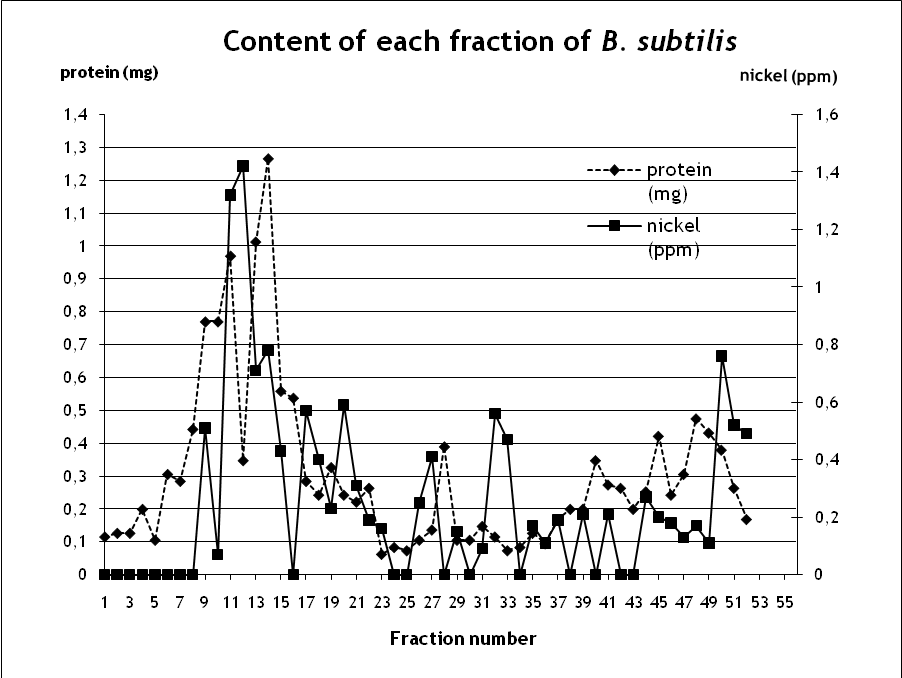 Content of each fraction of B. subtilis
protein (mg)
nickel (ppm)
1,4
1,3
1,2
1,1
1
0,9
0,8
0,7
0,6
0,5
0,4
0,3
0,2
0,1
0
1,6
1,4
1,2
1
0,8
0,6
0,4
0,2
0
protein
(mg)
nickel
(ppm)
1 3 5 7 9 11 13 15 17 19 21 23 25 27 29 31 33 35 37 39 41 43 45 47 49 51 53 55
Fraction number